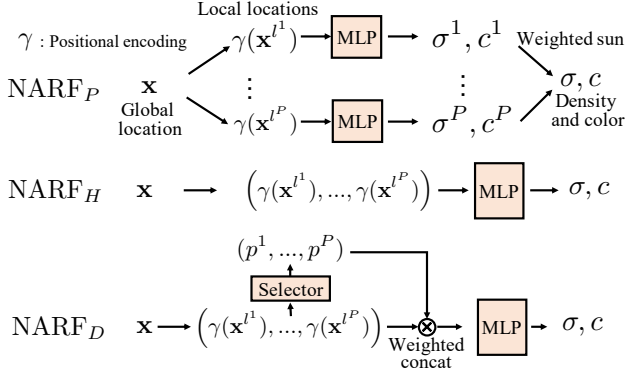 Local locations
γ : Positional encoding
γ(x^{l^1}) MLP σ^1, c^1 Weighted sun
NARF_P x ⋮ ⋮ σ, c
Global location
Density and color
γ(x^{l^P}) MLP σ^P, c^P
NARF_H x (γ(x^{l^1}), ..., γ(x^{l^P})) MLP σ, c
(p^1, ..., p^P)
Selector
NARF_D x (γ(x^{l^1}), ..., γ(x^{l^P})) ⊗ MLP σ, c
Weighted
concat